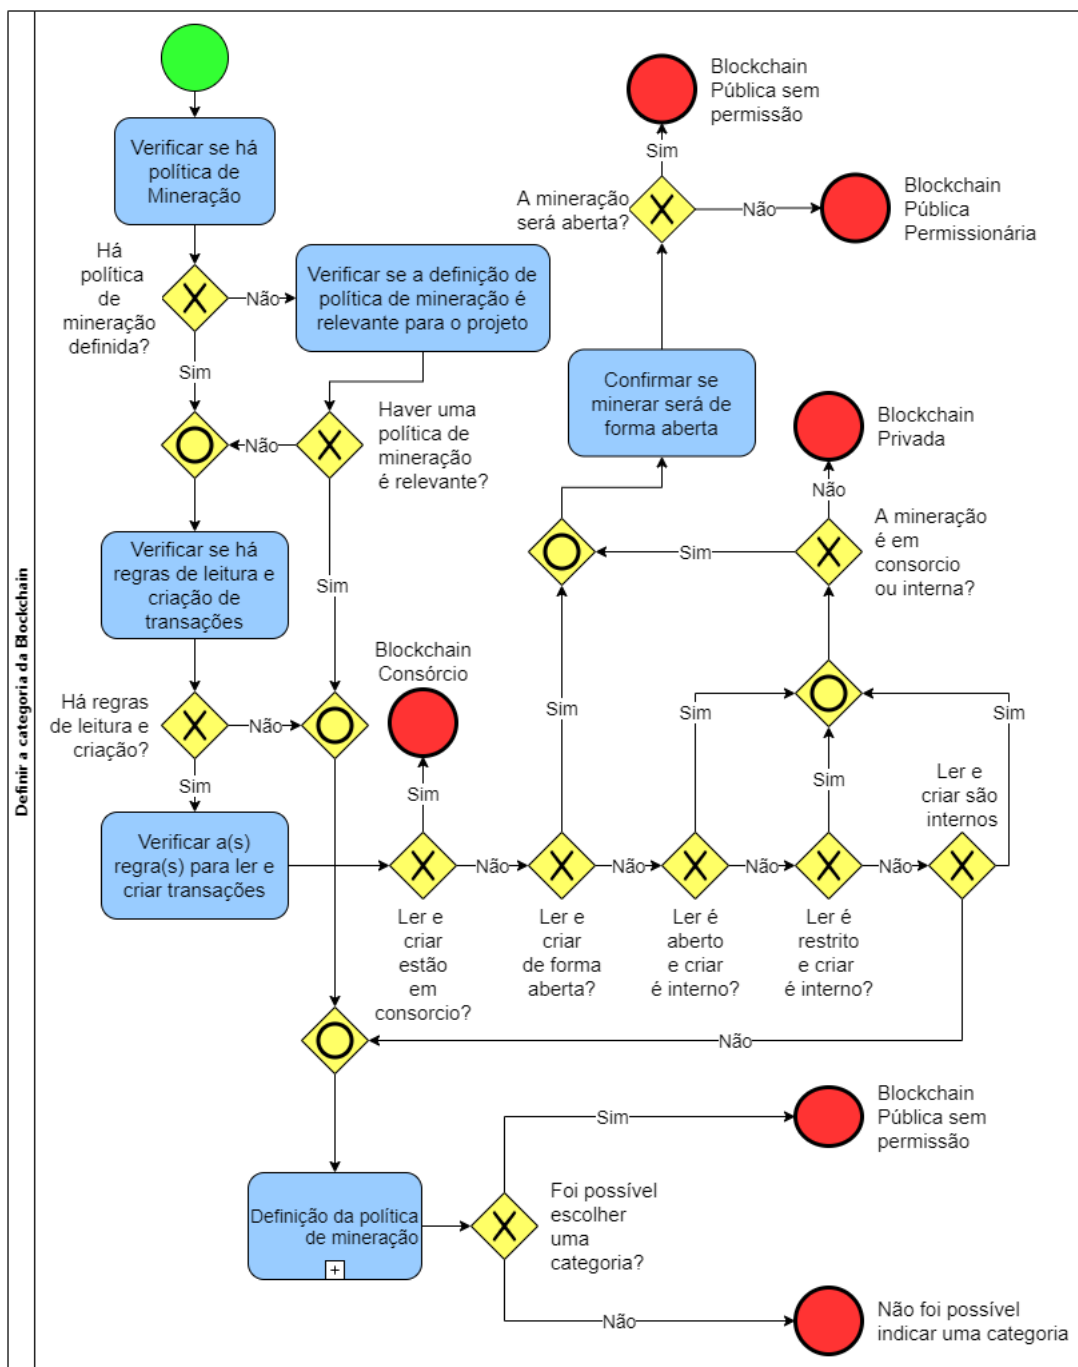 Definir a categoria da Blockchain
Verificar se há
política de
Mineração
Há
política
de
mineração
definida?
Não
Sim
Verificar se a definição de
política de mineração é
relevante para o projeto
Haver uma
política de
mineração
é relevante?
Não
Sim
Verificar se há
regras de leitura e
criação de
transações
Há regras
de leitura e
criação?
Não
Sim
Verificar a(s)
regra(s) para ler e
criar transações
Blockchain
Consórcio
Sim
Ler e
criar
estão
em
consorcio?
Não
Sim
Ler e
criar
de forma
aberta?
Não
Sim
Ler é
aberto
e criar
é interno?
Não
Sim
Ler é
restrito
e criar
é interno?
Não
Sim
Ler e
criar são
internos
Não
A mineração
é em
consorcio
ou interna?
Sim
Não
Blockchain
Privada
Confirmar se
minerar será de
forma aberta
A mineração
será aberta?
Sim
Blockchain
Pública sem
permissão
Não
Blockchain
Pública
Permissionária
Definição da política
de mineração
Foi possível
escolher
uma
categoria?
Sim
Blockchain
Pública sem
permissão
Não
Não foi possível
indicar uma categoria